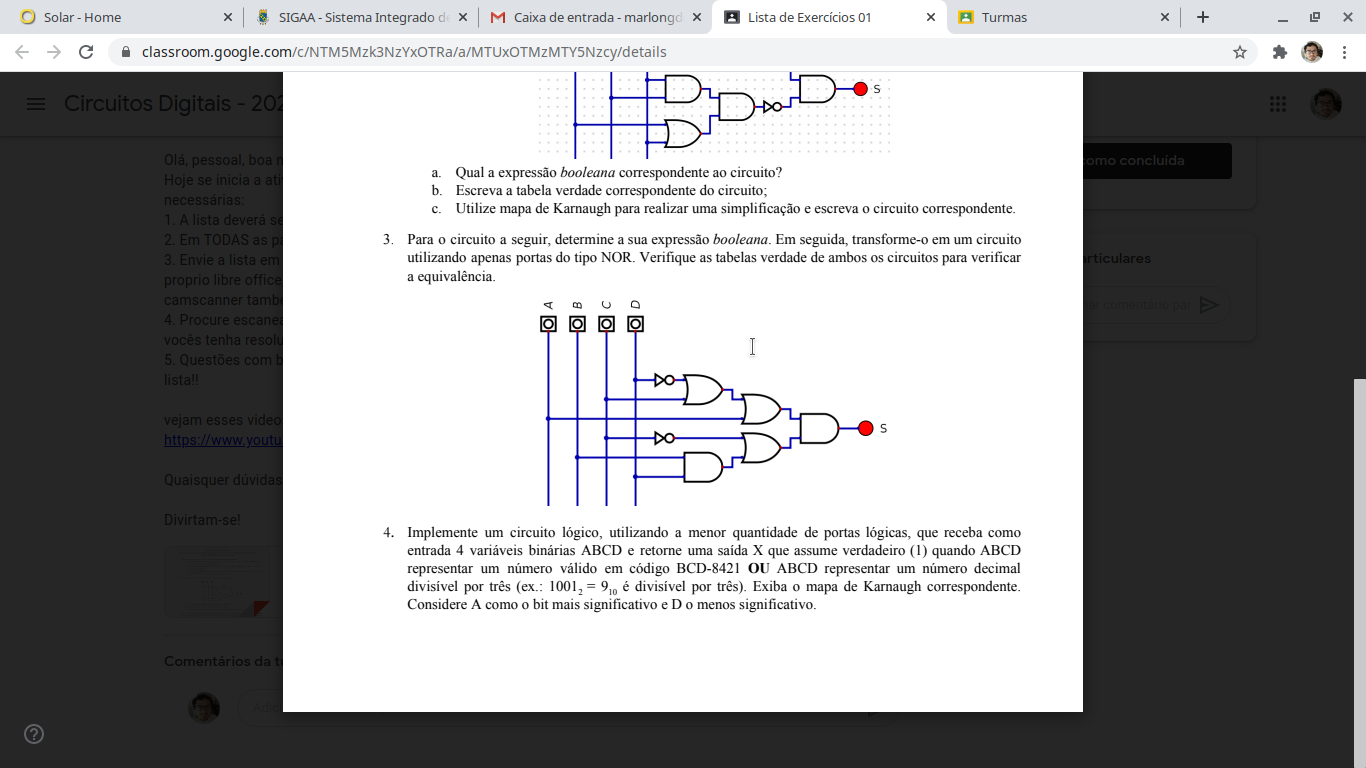 Solar - Home
SIGAA - Sistema Integrado de
Caixa de entrada - marlongd
Lista de Exercícios 01
Turmas
classroom.google.com/c/NTM5Mzk3NzYxOTRa/a/MTUxOTMzMTY5Nzcy/details
Circuitos Digitais - 202
Olá, pessoal, boa n
Hoje se inicia a ati
necessárias:
1. A lista deverá se
2. Em TODAS as pá
3. Envie a lista em
proprio libre office
camscanner també
4. Procure escanea
vocês tenha resolu
5. Questões com b
lista!!
vejam esses video
https://www.youtu
Quaisquer dúvidas
Divirtam-se!
Comentários da tu
Adic
como concluída
articulares
nar comentário par
S
a. Qual a expressão booleana correspondente ao circuito?
b. Escreva a tabela verdade correspondente do circuito;
c. Utilize mapa de Karnaugh para realizar uma simplificação e escreva o circuito correspondente.
3. Para o circuito a seguir, determine a sua expressão booleana. Em seguida, transforme-o em um circuito
utilizando apenas portas do tipo NOR. Verifique as tabelas verdade de ambos os circuitos para verificar
a equivalência.
A B C D
S
4. Implemente um circuito lógico, utilizando a menor quantidade de portas lógicas, que receba como
entrada 4 variáveis binárias ABCD e retorne uma saída X que assume verdadeiro (1) quando ABCD
representar um número válido em código BCD-8421 OU ABCD representar um número decimal
divisível por três (ex.: 1001₂ = 9₁₀ é divisível por três). Exiba o mapa de Karnaugh correspondente.
Considere A como o bit mais significativo e D o menos significativo.